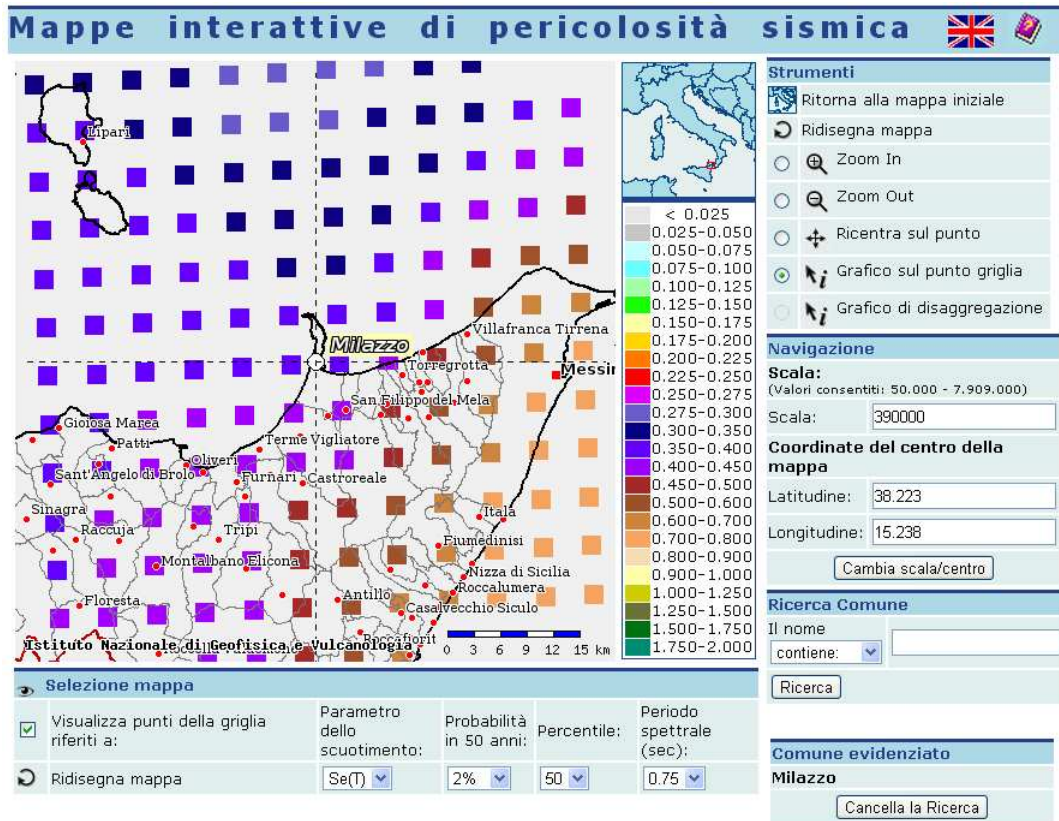 Mappe interattive di pericolosità sismica
Lipari
Milazzo
Villafranca Tirrena
Torregrotta
Messin
San Filippo del Mela
Gioiosa Marea
Patti
Terme Vigliatore
Oliveri
Sant'Angelo di Brolo
Furnari
Castroreale
Sinagra
Itala
Raccuja
Tripi
Fiumedinisi
Montalbano Elicona
Nizza di Sicilia
Roccalumera
Floresta
Antillo
Casalvecchio Siculo
Istituto Nazionale di Geofisica e Vulcanologia
0 3 6 9 12 15 km
< 0.025
0.025-0.050
0.050-0.075
0.075-0.100
0.100-0.125
0.125-0.150
0.150-0.175
0.175-0.200
0.200-0.225
0.225-0.250
0.250-0.275
0.275-0.300
0.300-0.350
0.350-0.400
0.400-0.450
0.450-0.500
0.500-0.600
0.600-0.700
0.700-0.800
0.800-0.900
0.900-1.000
1.000-1.250
1.250-1.500
1.500-1.750
1.750-2.000
Strumenti
Ritorna alla mappa iniziale
Ridisegna mappa
Zoom In
Zoom Out
Ricentra sul punto
Grafico sul punto griglia
Grafico di disaggregazione
Navigazione
Scala:
(Valori consentiti: 50.000 - 7.909.000)
Scala: 390000
Coordinate del centro della
mappa
Latitudine: 38.223
Longitudine: 15.238
Cambia scala/centro
Ricerca Comune
Il nome
contiene:
Ricerca
Comune evidenziato
Milazzo
Cancella la Ricerca
Selezione mappa
Visualizza punti della griglia
riferiti a:
Parametro
dello
scuotimento:
Probabilità
in 50 anni:
Percentile:
Periodo
spettrale
(sec):
Ridisegna mappa
Se(T) 2% 50 0.75